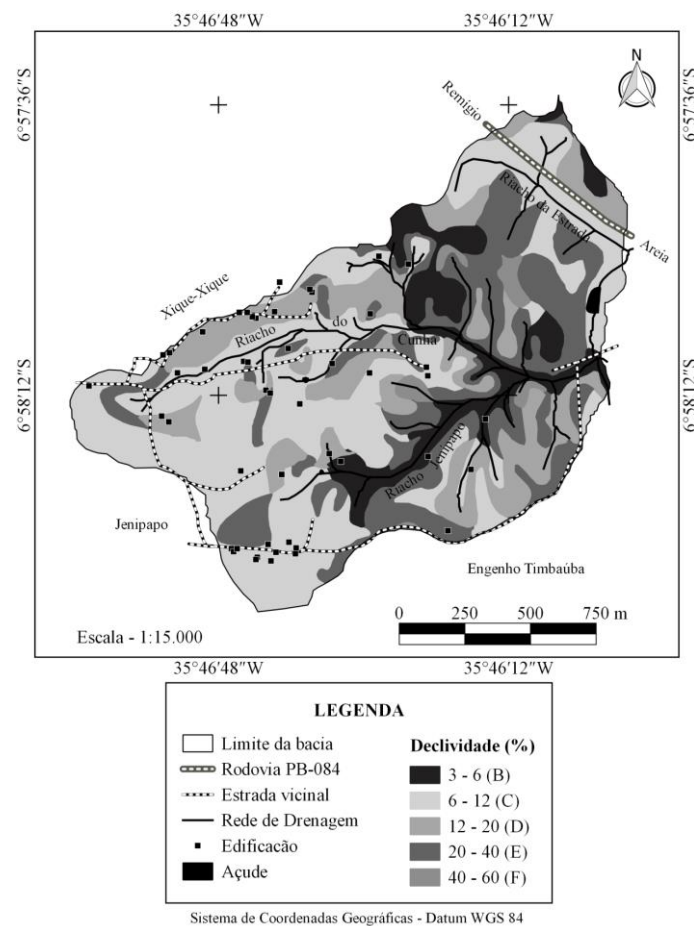 35°46'48"W 35°46'12"W
6°57'36"S
6°57'36"S
N
Remígio
Riacho da Estrada
Areia
Xique-Xique
Riacho do Cunha
6°58'12"S
6°58'12"S
Riacho Jenipapo
Jenipapo
Engenho Timbaúba
0 250 500 750 m
Escala - 1:15.000
35°46'48"W 35°46'12"W
LEGENDA
Limite da bacia
Rodovia PB-084
Estrada vicinal
Rede de Drenagem
Edificacão
Açude
Declividade (%)
3 - 6 (B)
6 - 12 (C)
12 - 20 (D)
20 - 40 (E)
40 - 60 (F)
Sistema de Coordenadas Geográficas - Datum WGS 84